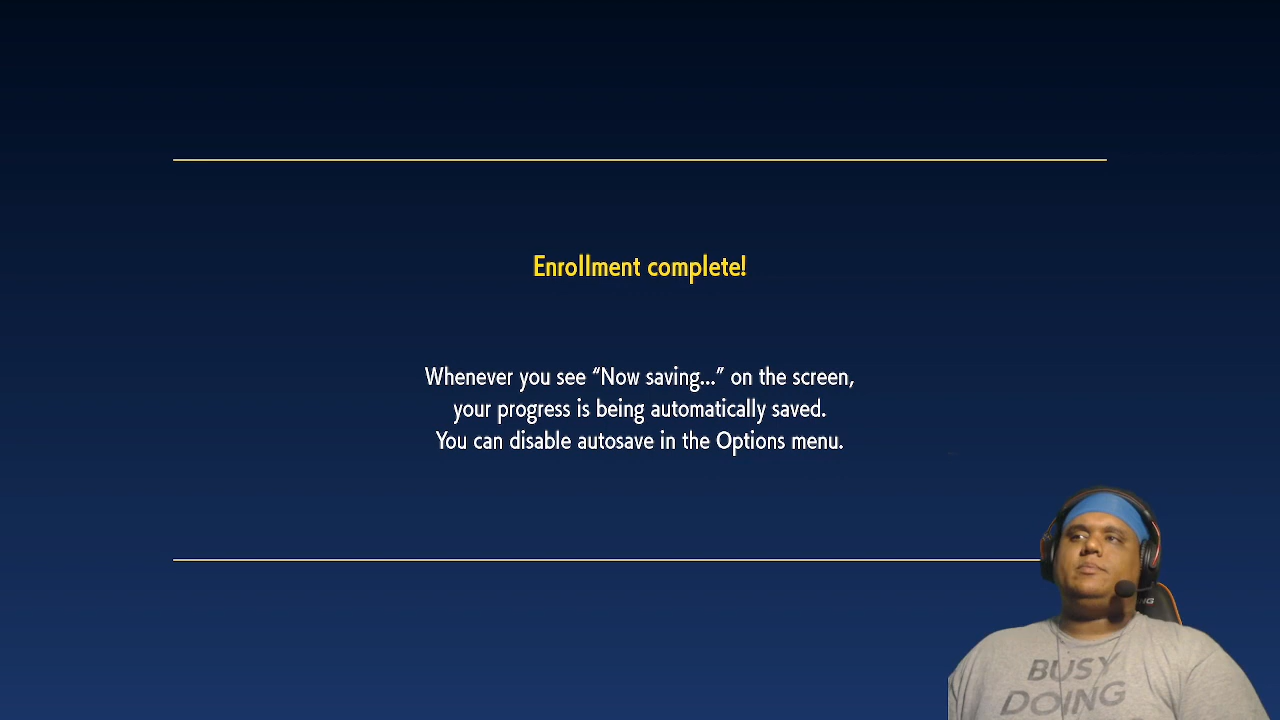 Enrollment complete!
Whenever you see “Now saving...” on the screen,
your progress is being automatically saved.
You can disable autosave in the Options menu.
BUSY
DOING